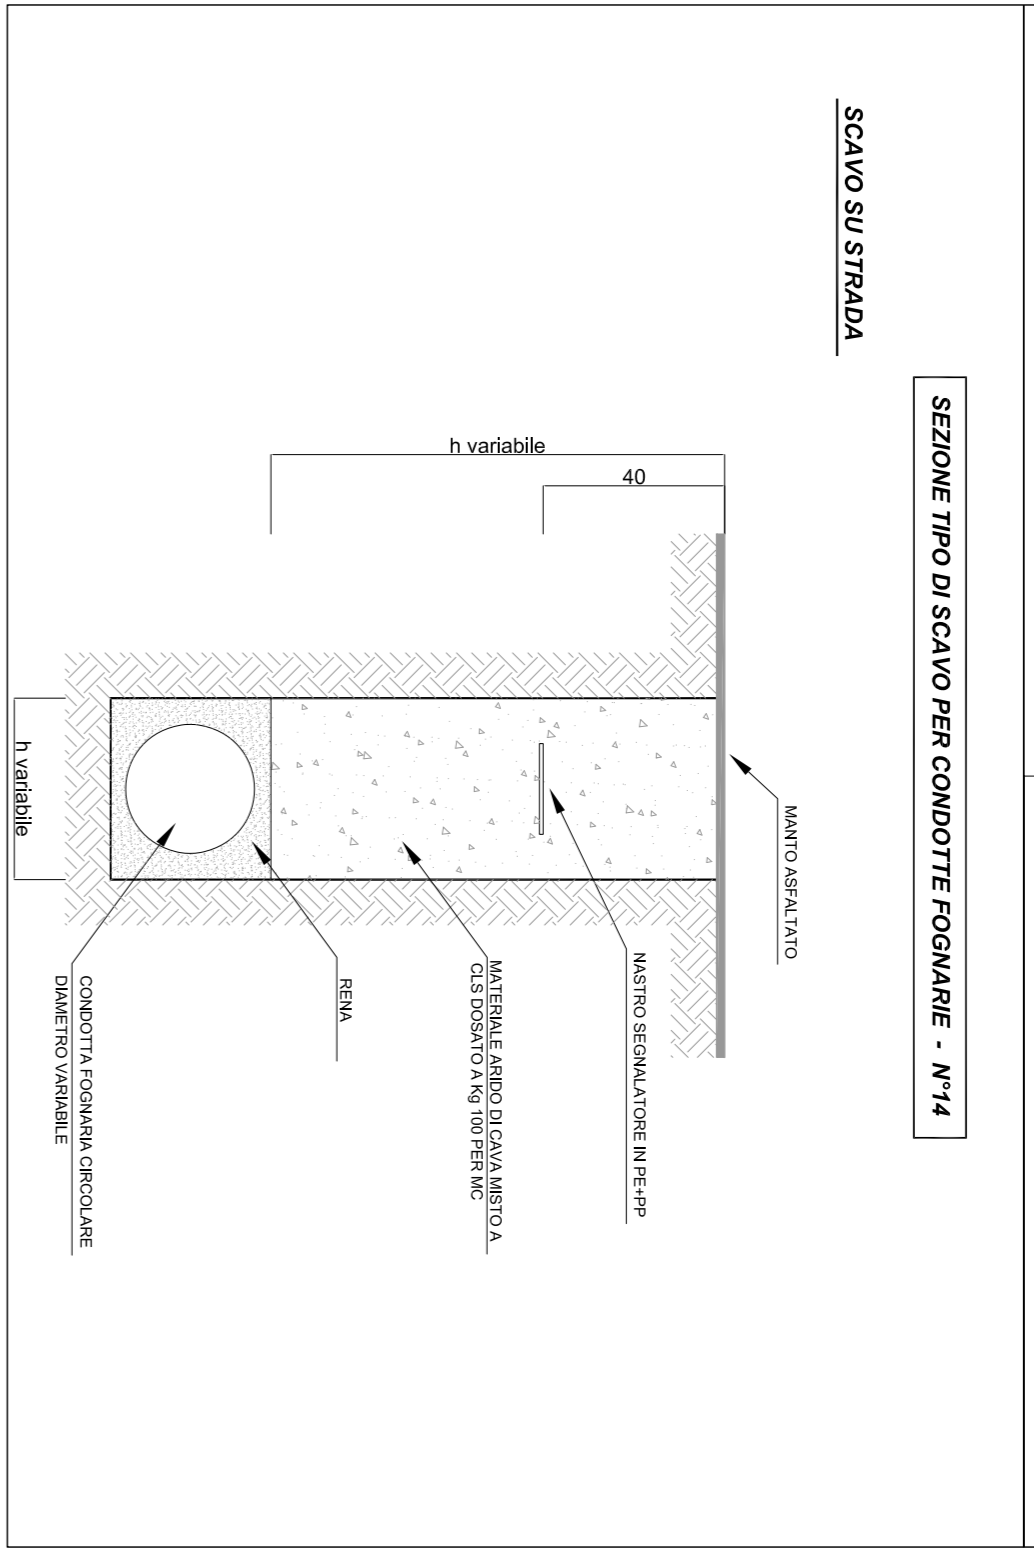 SEZIONE TIPO DI SCAVO PER CONDOTTE FOGNARIE - N°14
SCAVO SU STRADA
MANTO ASFALTATO
h variabile
40
NASTRO SEGNALATORE IN PE+PP
MATERIALE ARIDO DI CAVA MISTO A
CLS DOSATO A Kg 100 PER MC
RENA
CONDOTTA FOGNARIA CIRCOLARE
DIAMETRO VARIABILE
h variabile